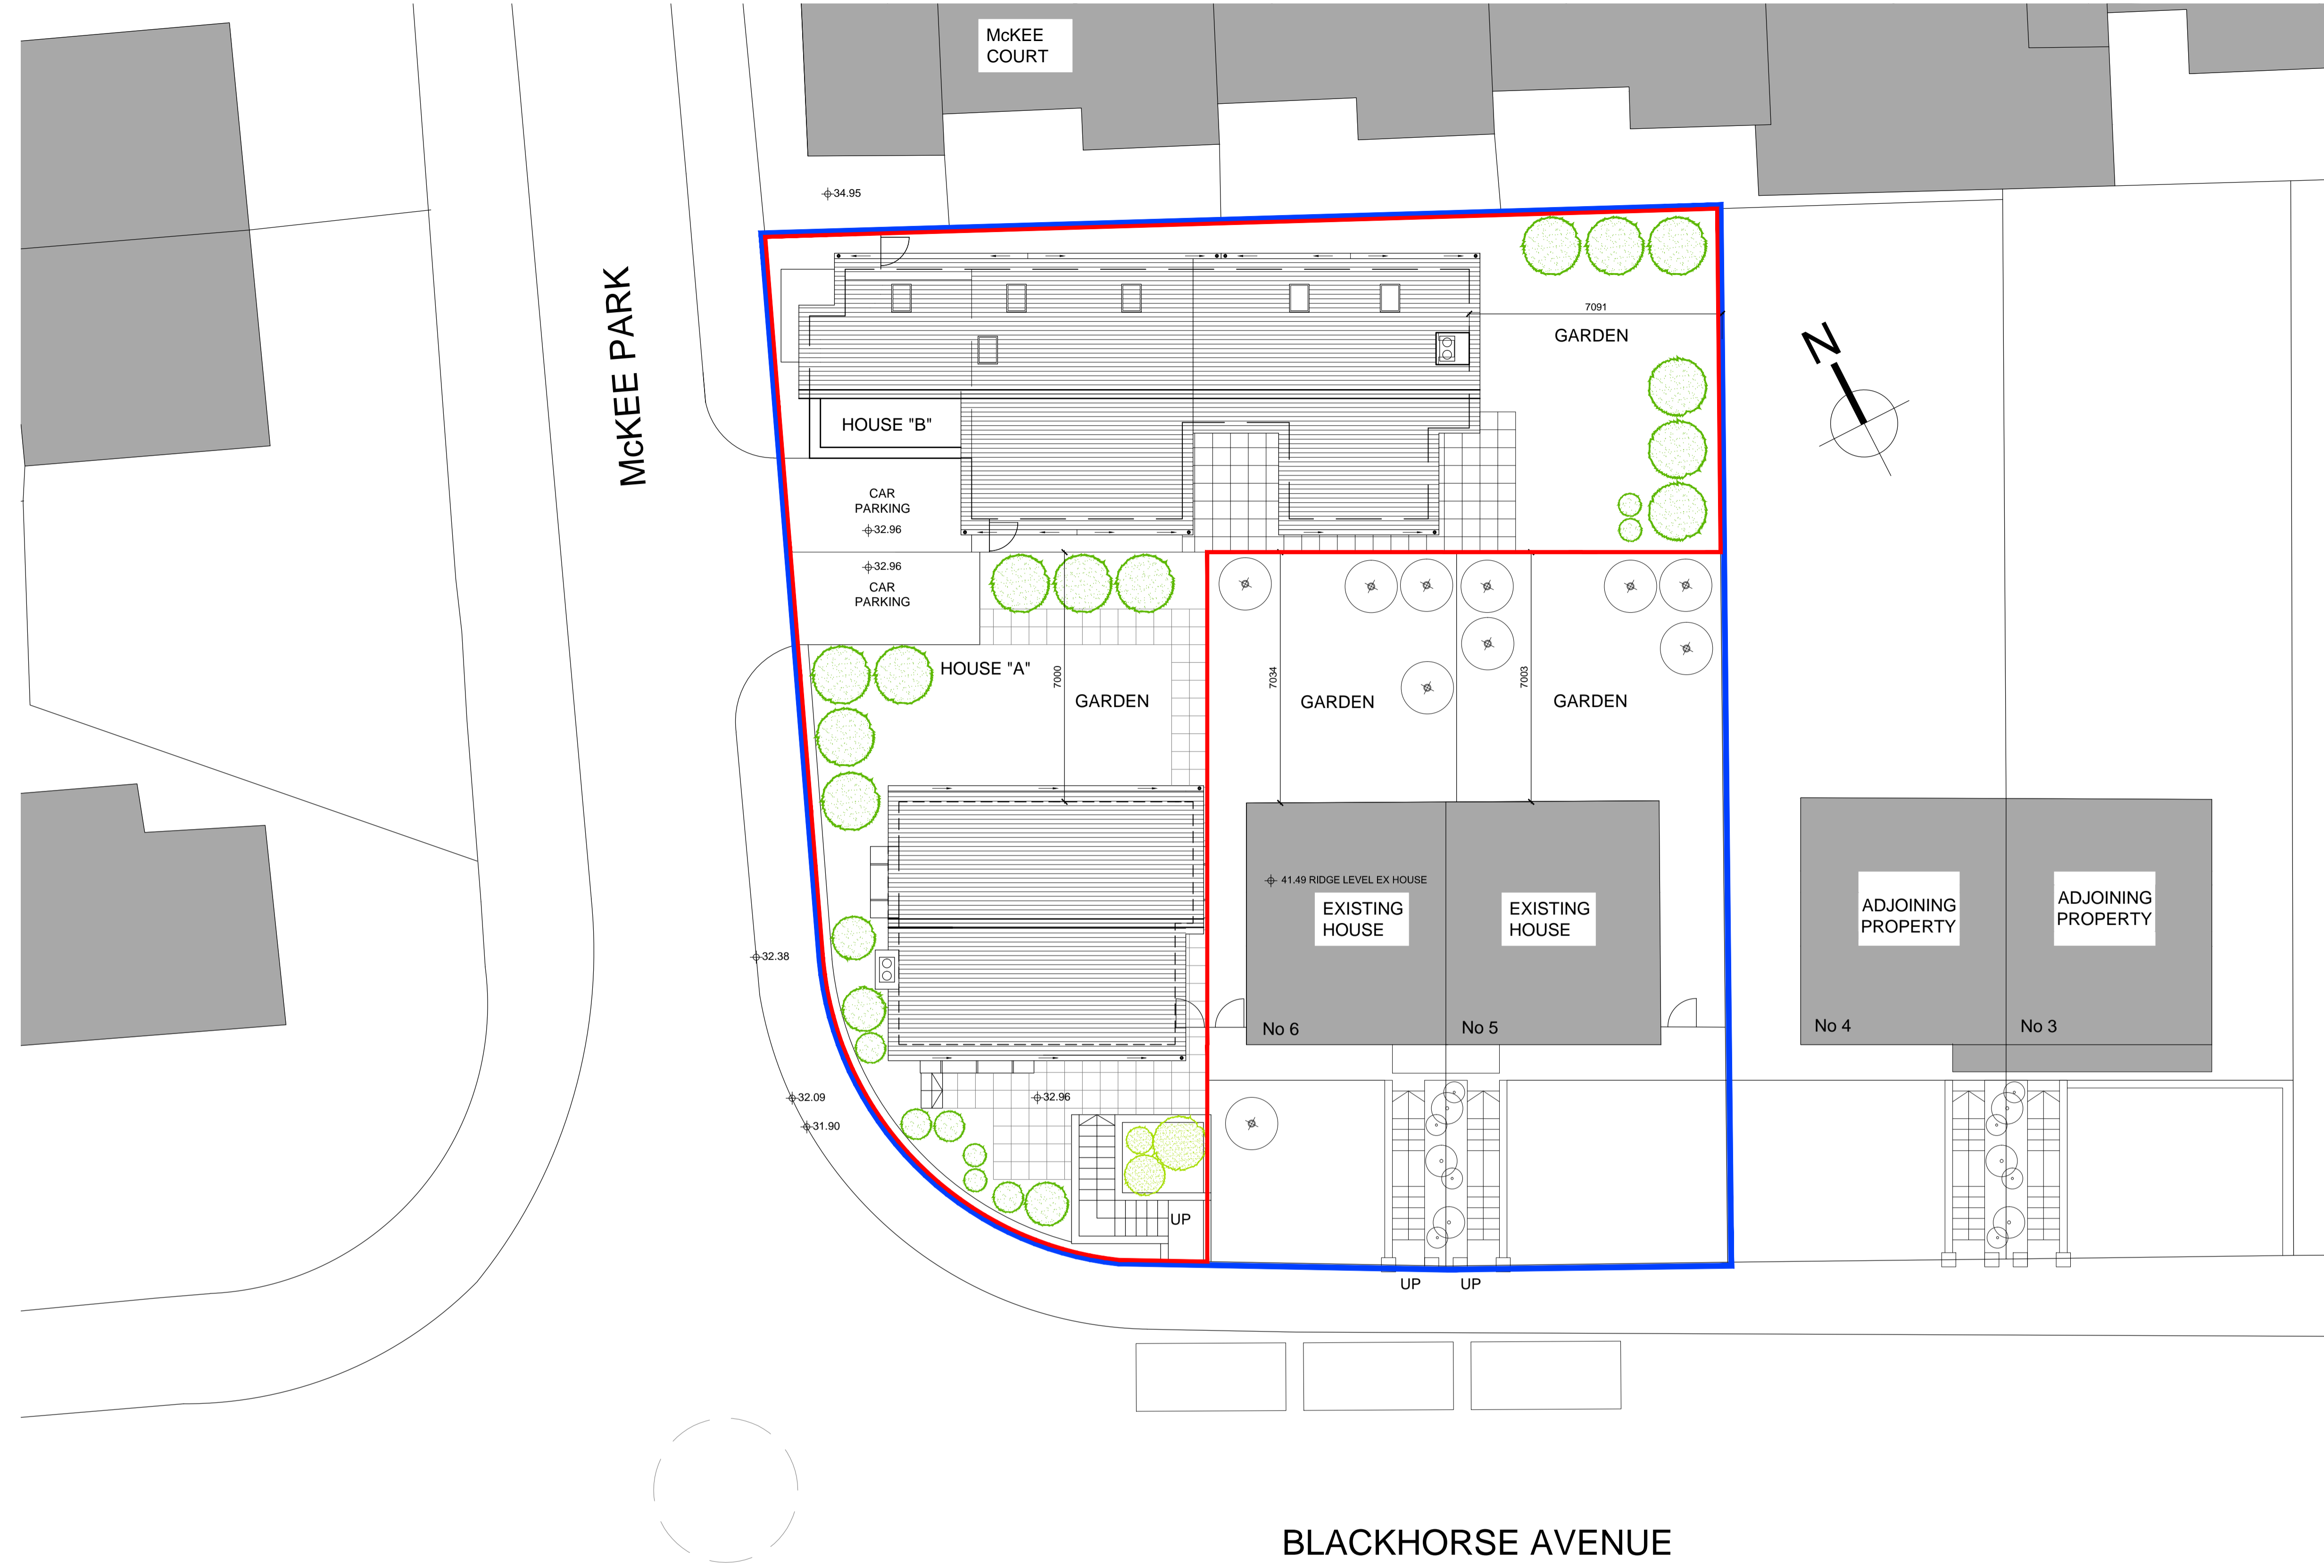 McKEE
COURT
34.95
McKEE PARK
N
7091
GARDEN
HOUSE "B"
CAR
PARKING
32.96
32.96
CAR
PARKING
HOUSE "A"
7000
GARDEN
7034
GARDEN
7003
GARDEN
41.49 RIDGE LEVEL EX HOUSE
EXISTING
HOUSE
EXISTING
HOUSE
ADJOINING
PROPERTY
ADJOINING
PROPERTY
No 6
No 5
No 4
No 3
32.38
32.09
32.96
31.90
UP
UP
UP
BLACKHORSE AVENUE